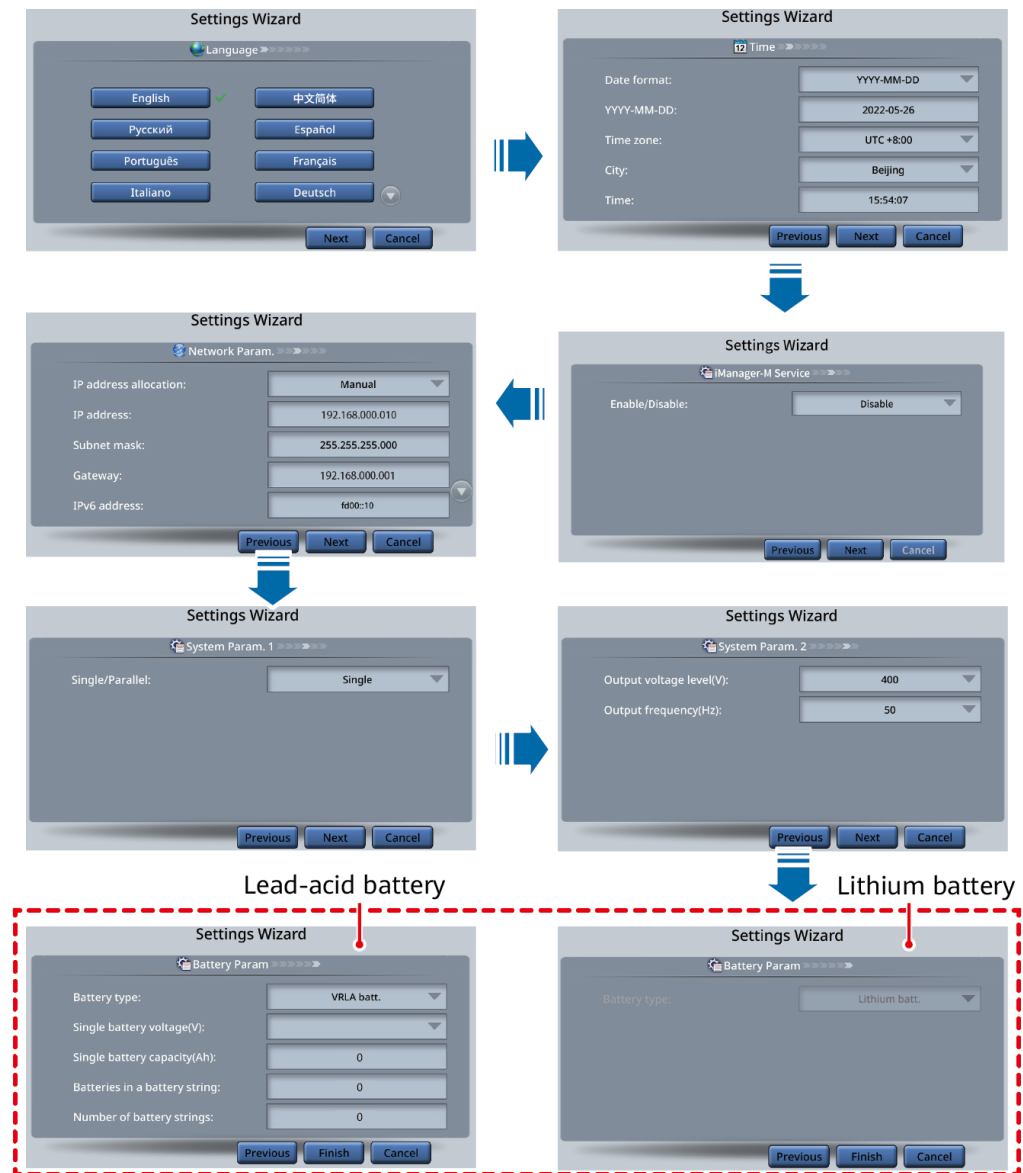 Settings Wizard
Language
English 中文简体
Русский Español
Português Français
Italiano Deutsch
Next Cancel
Settings Wizard
12 Time
Date format: YYYY-MM-DD
YYYY-MM-DD: 2022-05-26
Time zone: UTC +8:00
City: Beijing
Time: 15:54:07
Previous Next Cancel
Settings Wizard
iManager-M Service
Enable/Disable: Disable
Previous Next Cancel
Settings Wizard
Network Param.
IP address allocation: Manual
IP address: 192.168.000.010
Subnet mask: 255.255.255.000
Gateway: 192.168.000.001
IPv6 address: fd00::10
Previous Next Cancel
Settings Wizard
System Param. 1
Single/Parallel: Single
Previous Next Cancel
Settings Wizard
System Param. 2
Output voltage level(V): 400
Output frequency(Hz): 50
Previous Next Cancel
Lead-acid battery
Settings Wizard
Battery Param
Battery type: VRLA batt.
Single battery voltage(V):
Single battery capacity(Ah): 0
Batteries in a battery string: 0
Number of battery strings: 0
Previous Finish Cancel
Lithium battery
Settings Wizard
Battery Param
Battery type: Lithium batt.
Previous Finish Cancel